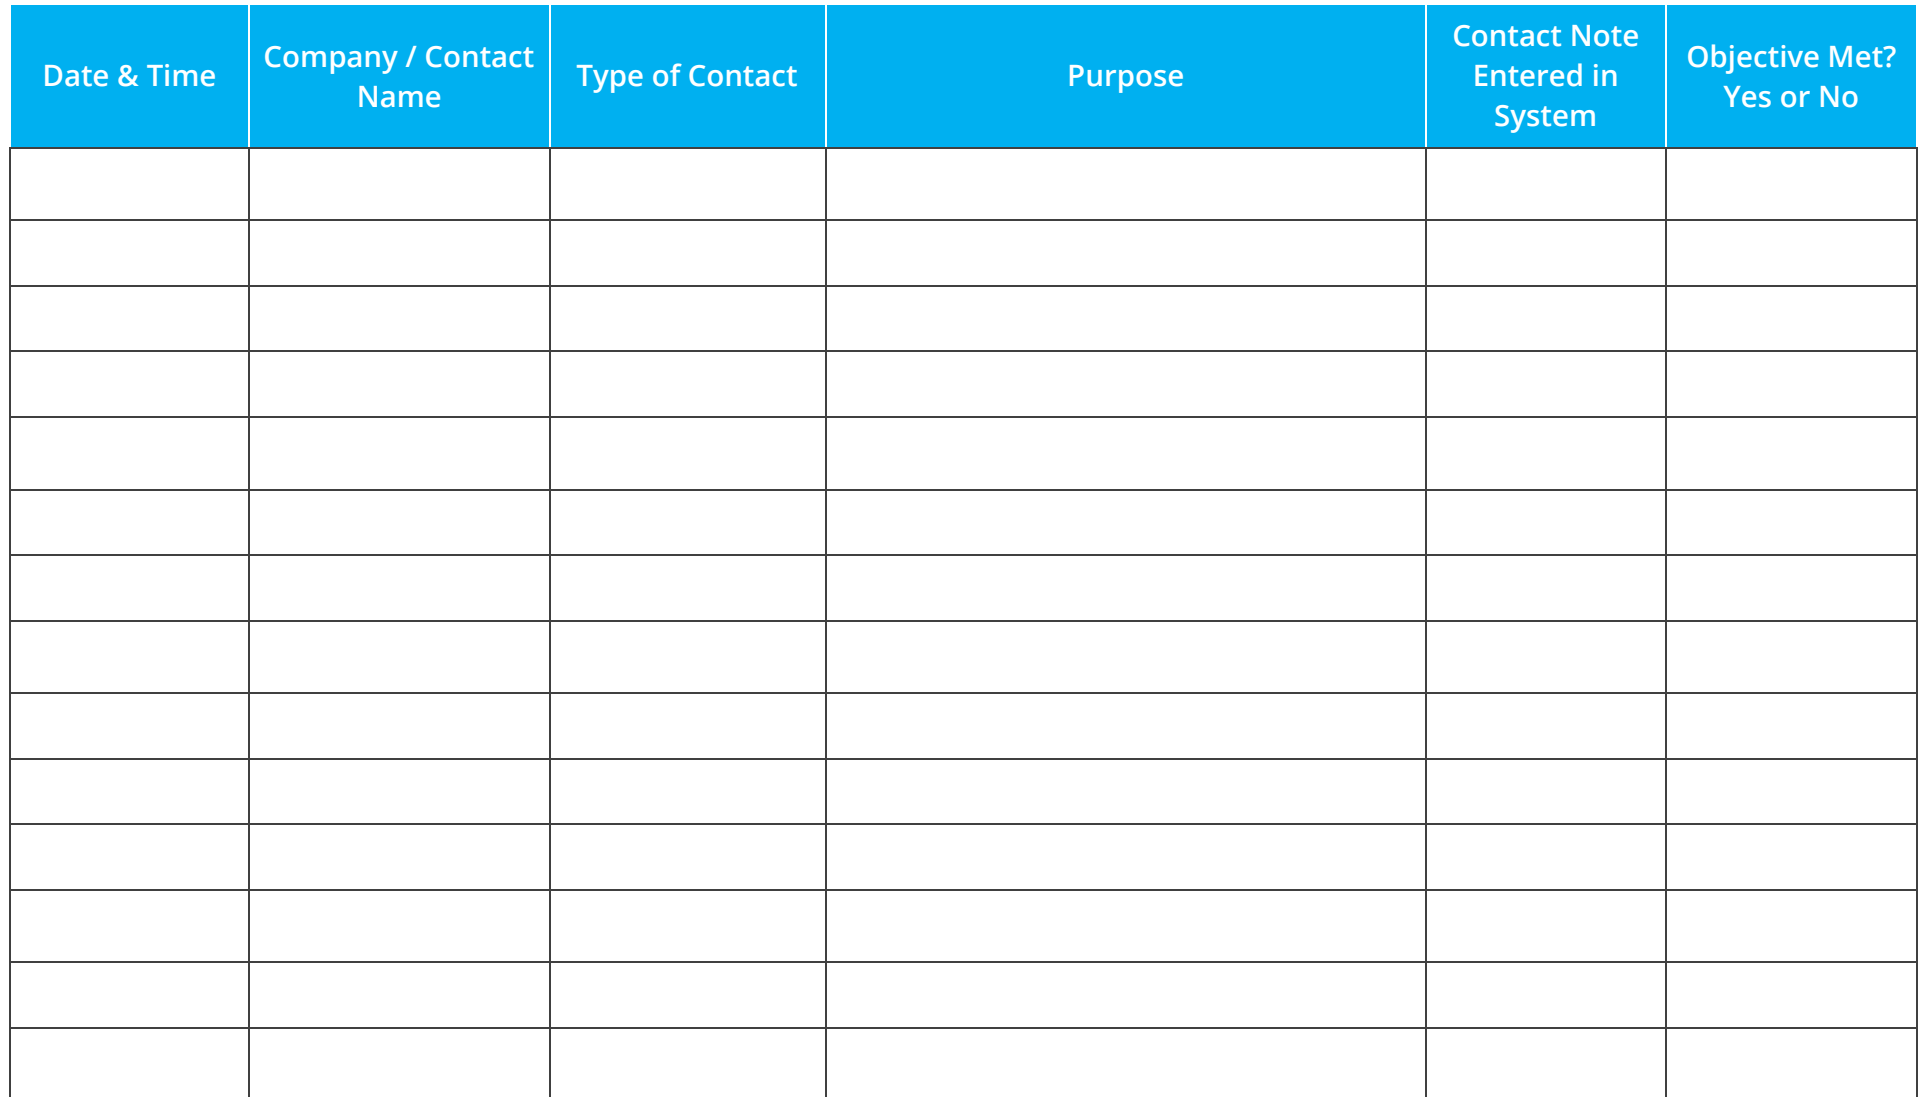 Date & Time
Company / Contact
Name
Type of Contact
Purpose
Contact Note
Entered in
System
Objective Met?
Yes or No